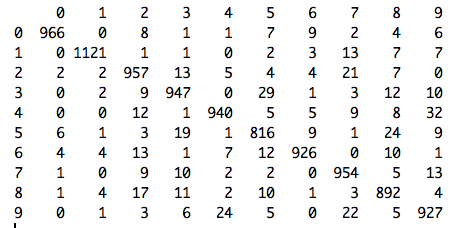 0 1 2 3 4 5 6 7 8 9
0 966 0 8 1 1 7 9 2 4 6
1 0 1121 1 1 0 2 3 13 7 7
2 2 2 957 13 5 4 4 21 7 0
3 0 2 9 947 0 29 1 3 12 10
4 0 0 12 1 940 5 5 9 8 32
5 6 1 3 19 1 816 9 1 24 9
6 4 4 13 1 7 12 926 0 10 1
7 1 0 9 10 2 2 0 954 5 13
8 1 4 17 11 2 10 1 3 892 4
9 0 1 3 6 24 5 0 22 5 927